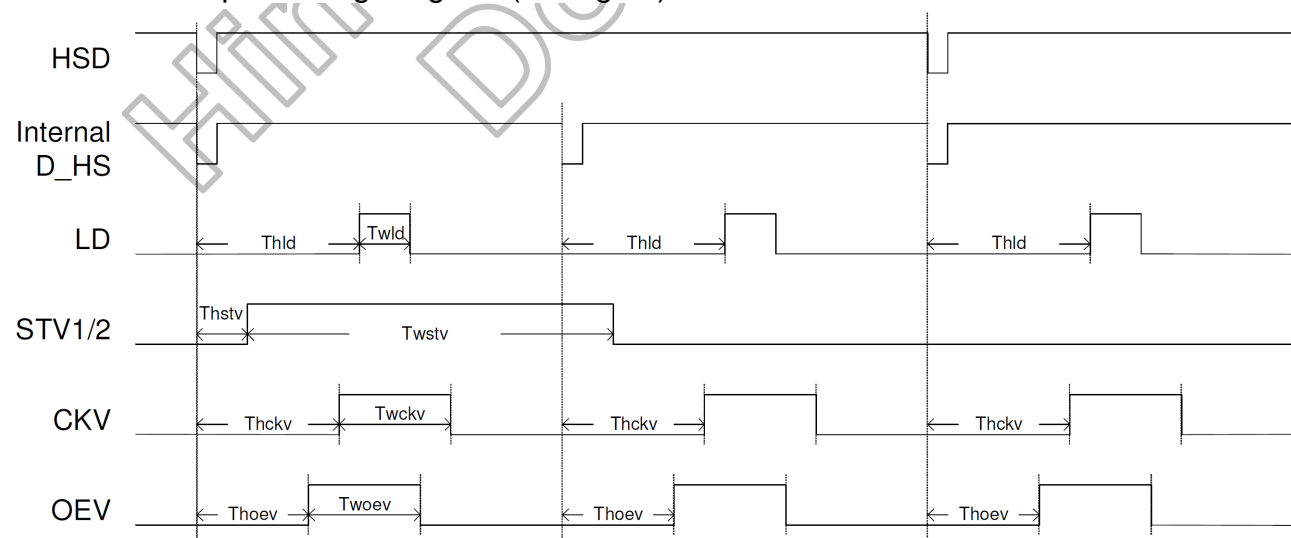 HSD
Internal
D_HS
LD
Thld
Twld
Thld
Thld
STV1/2
Thstv
Twstv
CKV
Thckv
Twckv
Thckv
Thckv
OEV
Thoev
Twoev
Thoev
Thoev